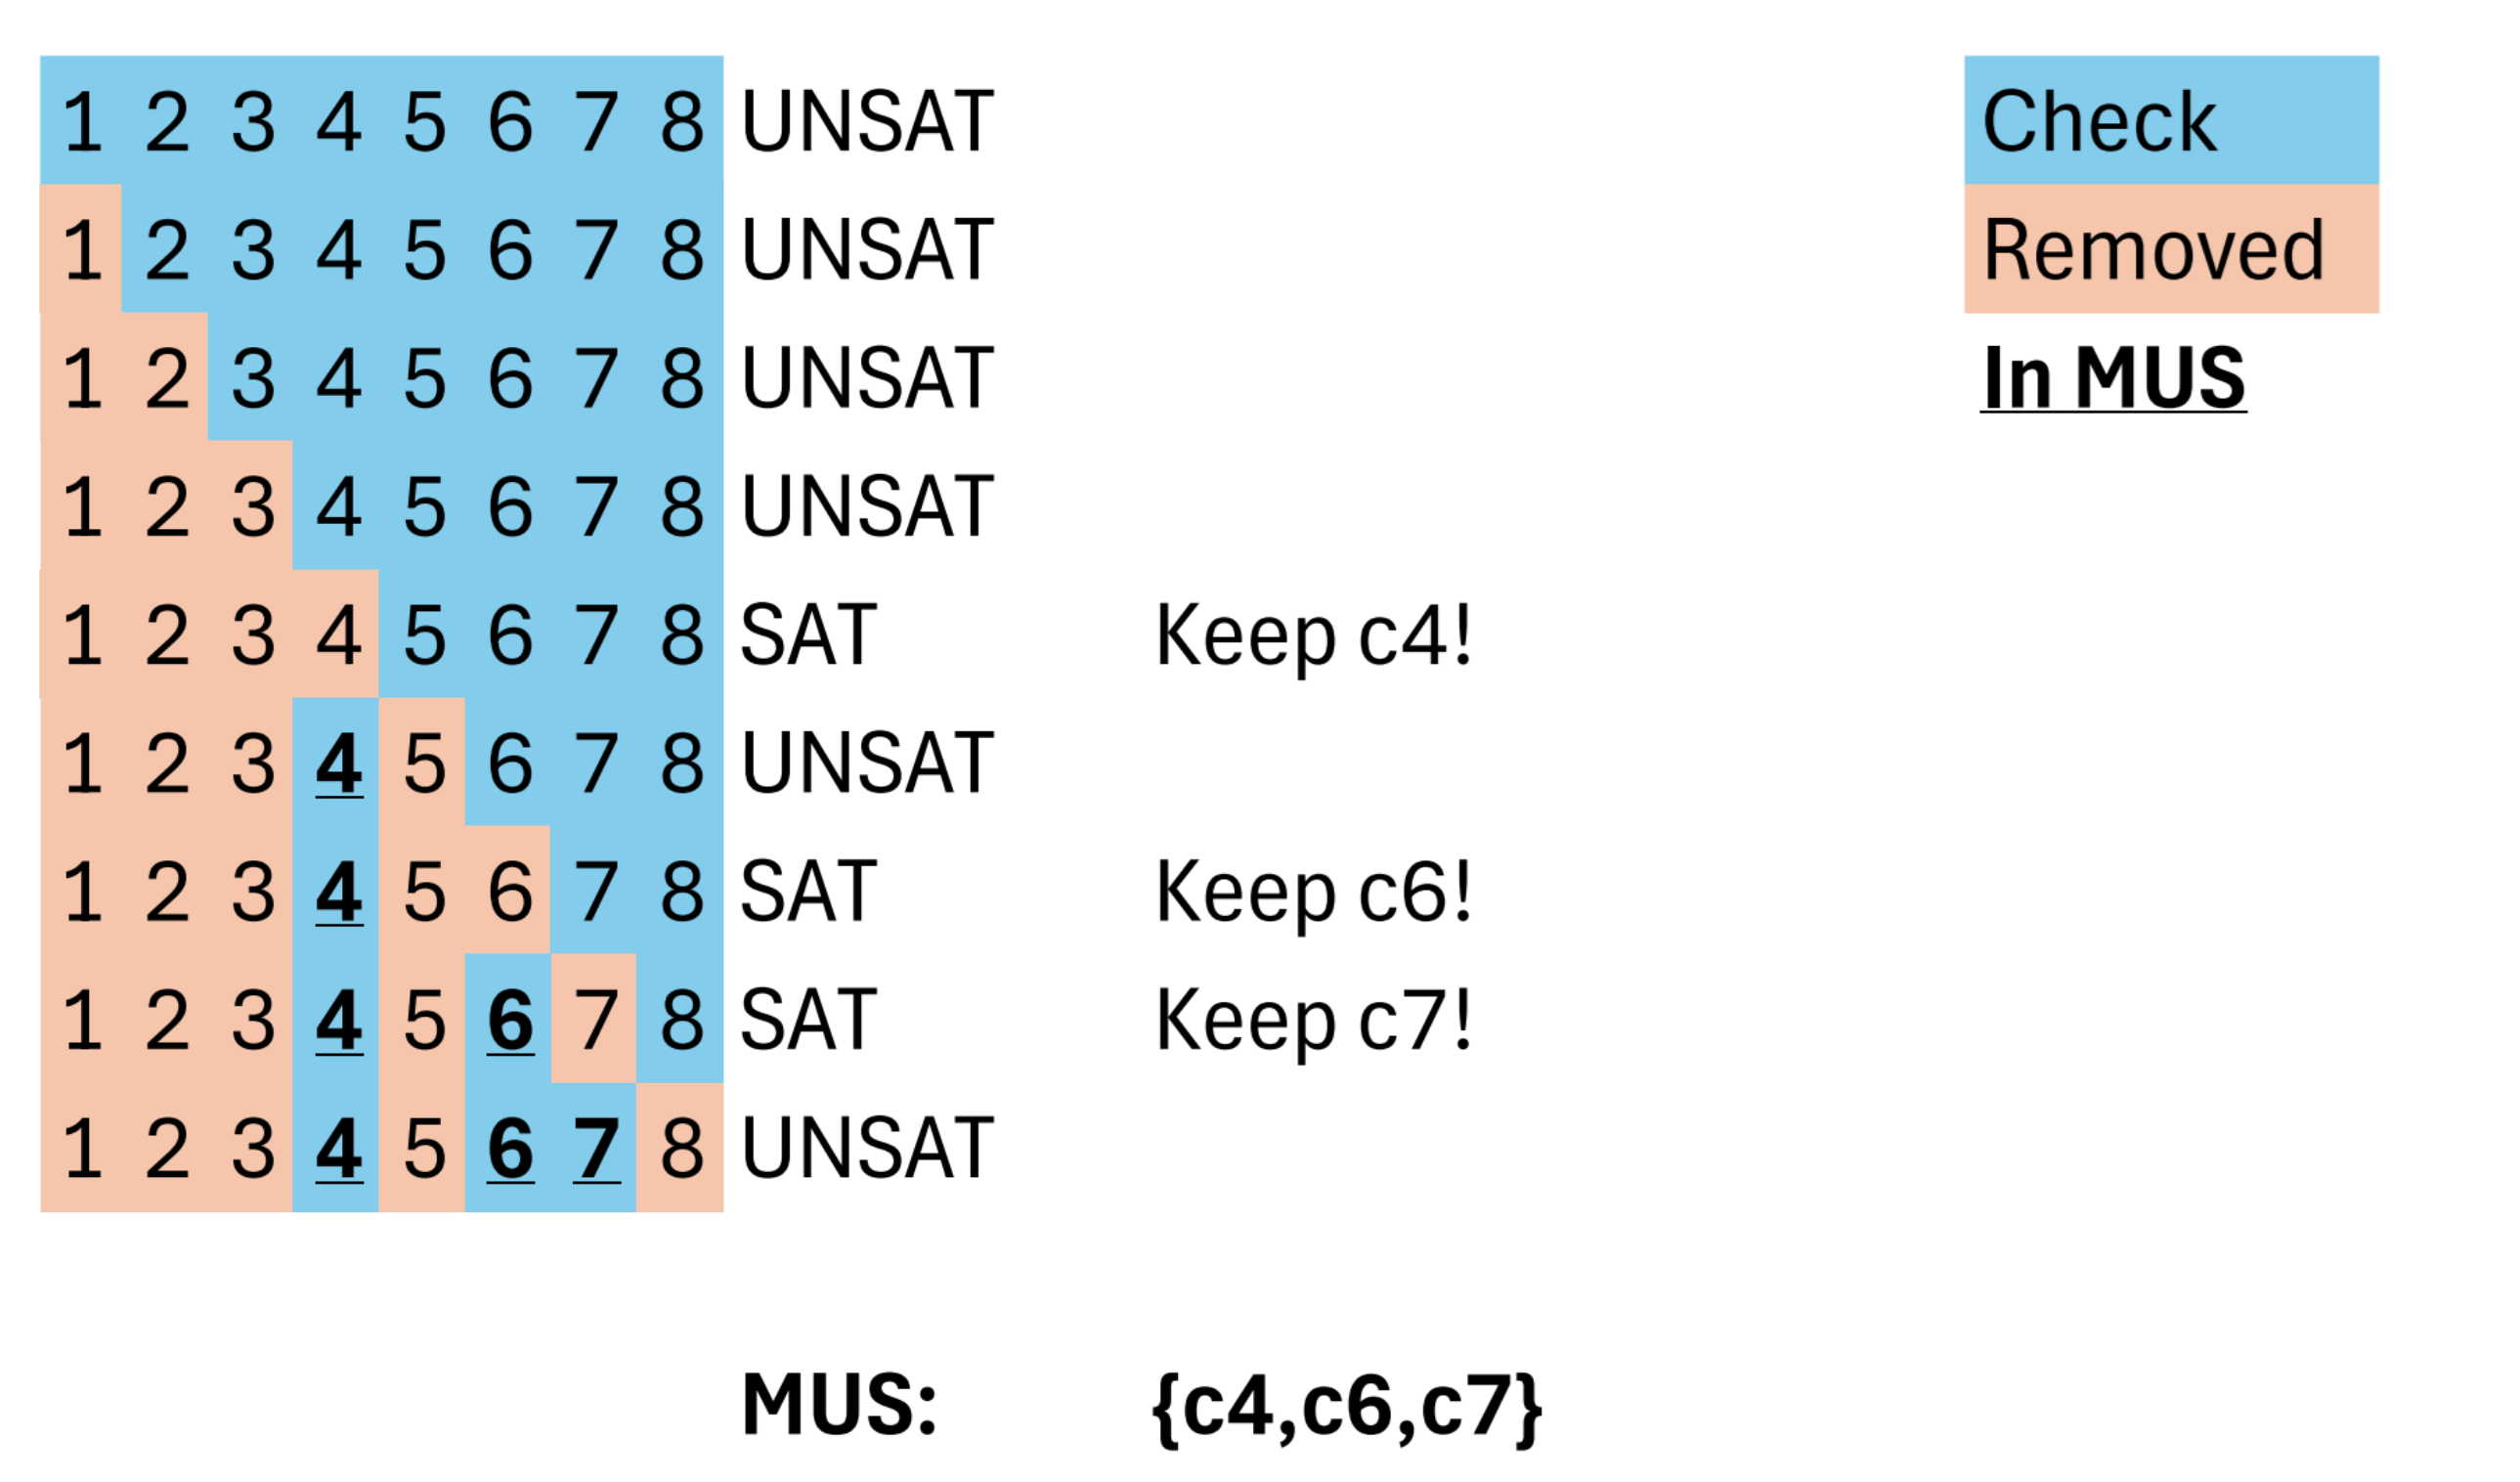 1 2 3 4 5 6 7 8 UNSAT Check
1 2 3 4 5 6 7 8 UNSAT Removed
1 2 3 4 5 6 7 8 UNSAT In MUS
1 2 3 4 5 6 7 8 UNSAT
1 2 3 4 5 6 7 8 SAT Keep c4!
1 2 3 4 5 6 7 8 UNSAT
1 2 3 4 5 6 7 8 SAT Keep c6!
1 2 3 4 5 6 7 8 SAT Keep c7!
1 2 3 4 5 6 7 8 UNSAT
MUS: {c4,c6,c7}